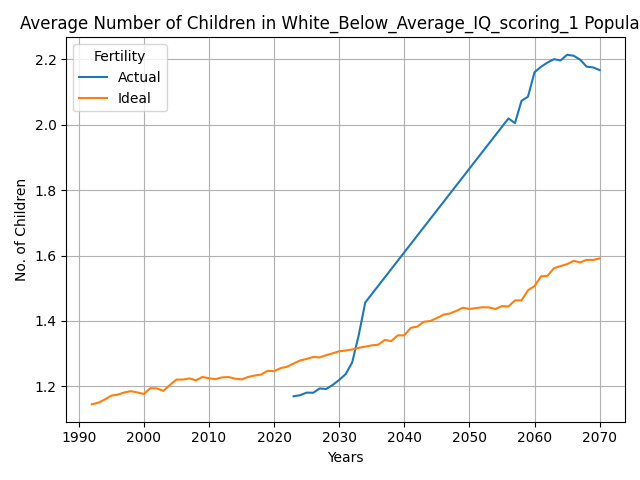 Average Number of Children in White_Below_Average_IQ_scoring_1 Popula
Fertility
Actual
Ideal
No. of Children
2.2
2.0
1.8
1.6
1.4
1.2
1990 2000 2010 2020 2030 2040 2050 2060 2070
Years